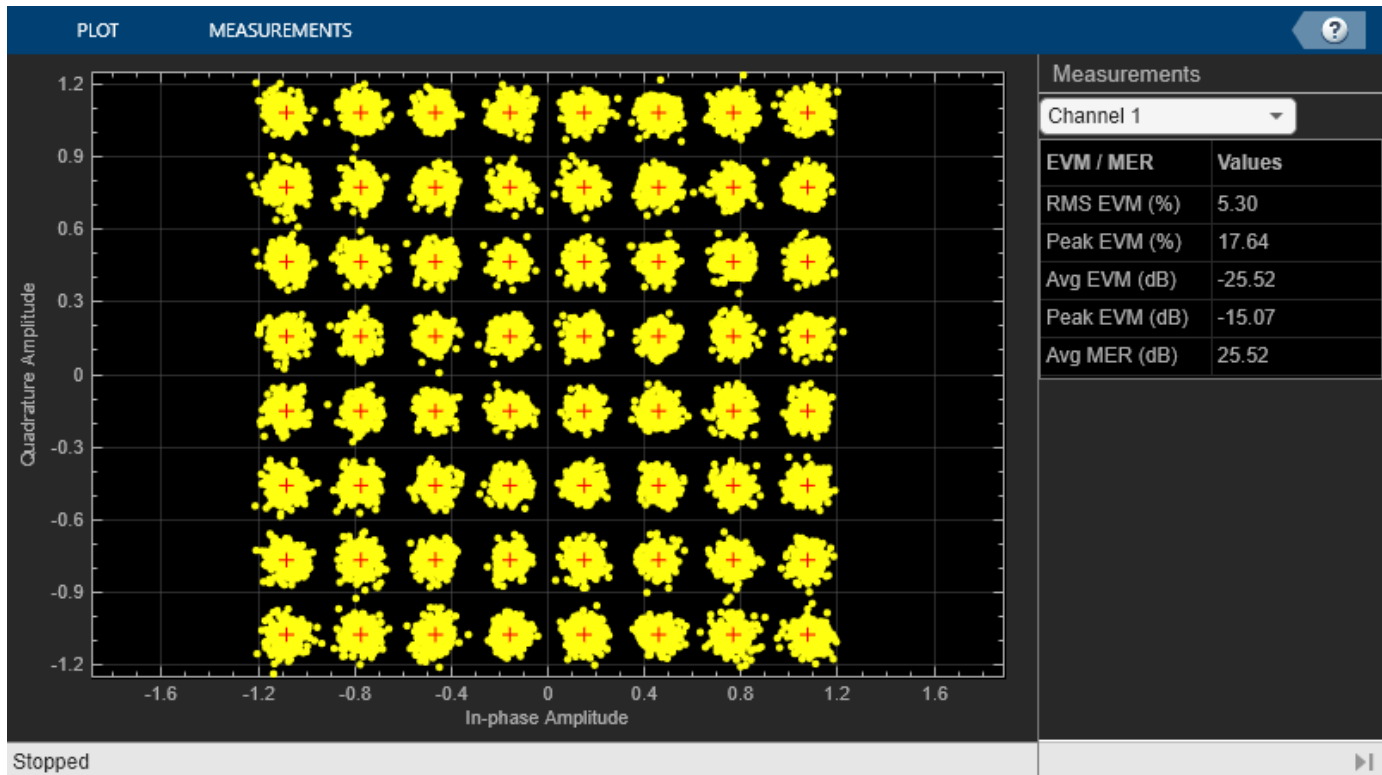 PLOT MEASUREMENTS ?
Measurements
Channel 1
EVM / MER Values
RMS EVM (%) 5.30
Peak EVM (%) 17.64
Avg EVM (dB) -25.52
Peak EVM (dB) -15.07
Avg MER (dB) 25.52
Quadrature Amplitude
1.2
0.9
0.6
0.3
0
-0.3
-0.6
-0.9
-1.2
-1.6 -1.2 -0.8 -0.4 0 0.4 0.8 1.2 1.6
In-phase Amplitude
Stopped